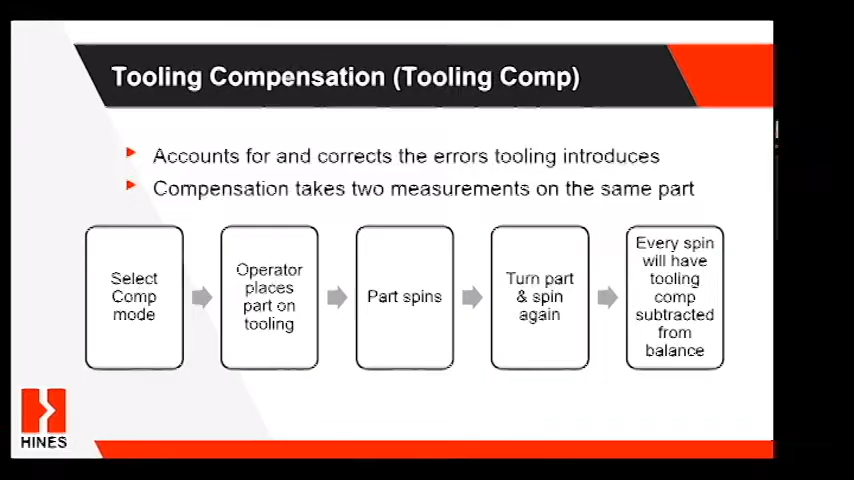 Tooling Compensation (Tooling Comp)
Accounts for and corrects the errors tooling introduces
Compensation takes two measurements on the same part
Select
Comp
mode
Operator
places
part on
tooling
Part spins
Turn part
& spin
again
Every spin
will have
tooling
comp
subtracted
from
balance
HINES